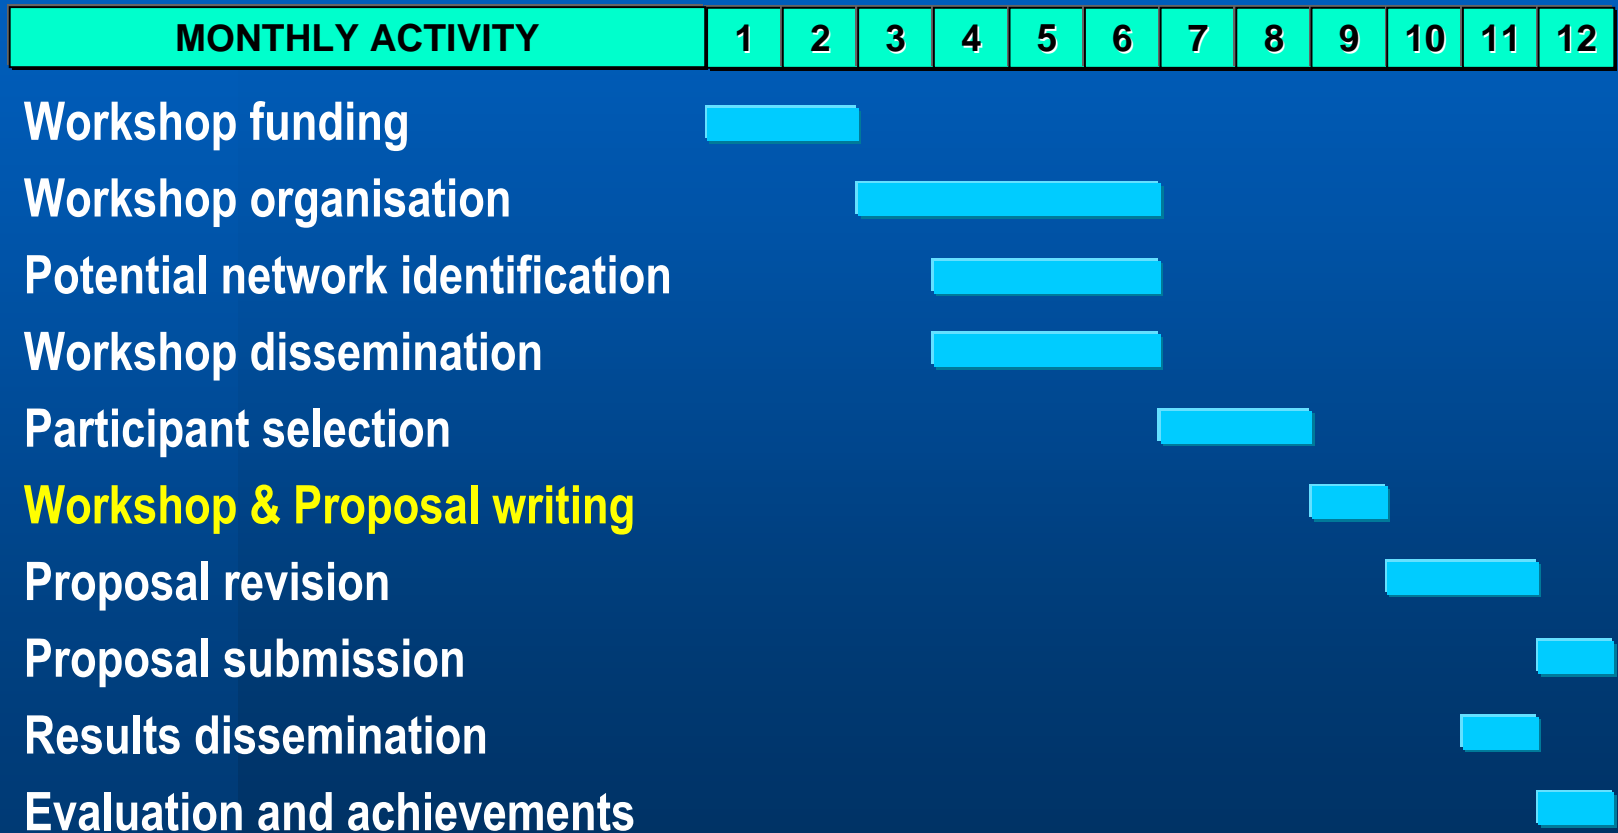 MONTHLY ACTIVITY 1 2 3 4 5 6 7 8 9 10 11 12
Workshop funding
Workshop organisation
Potential network identification
Workshop dissemination
Participant selection
Workshop & Proposal writing
Proposal revision
Proposal submission
Results dissemination
Evaluation and achievements